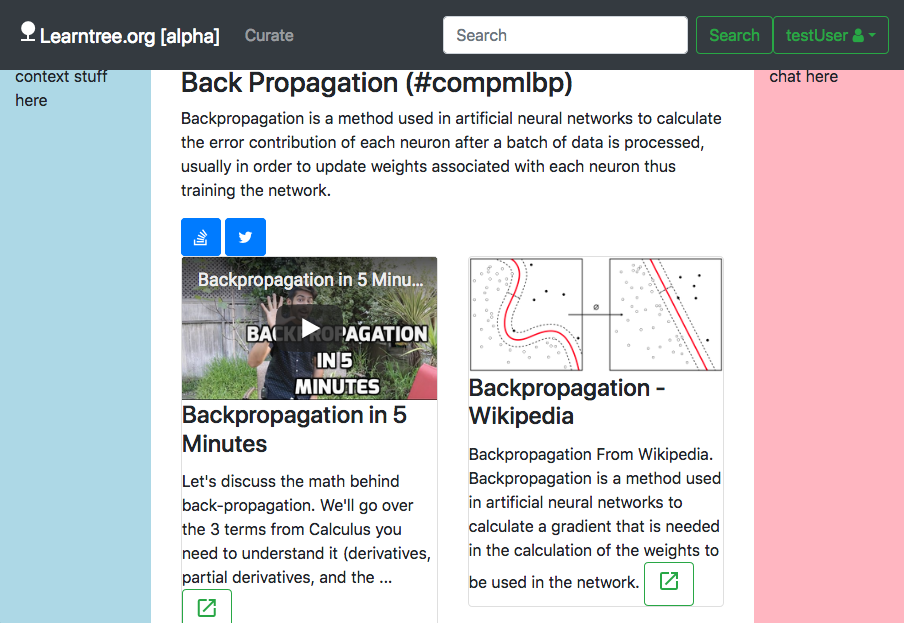 Learntree.org [alpha] Curate Search Search testUser
context stuff
here
chat here
Back Propagation (#compmlbp)
Backpropagation is a method used in artificial neural networks to calculate
the error contribution of each neuron after a batch of data is processed,
usually in order to update weights associated with each neuron thus
training the network.
Backpropagation in 5 Minu...
BACKPROPAGATION
IN 5
MINUTES
Backpropagation in 5
Minutes
Let's discuss the math behind
back-propagation. We'll go over
the 3 terms from Calculus you
need to understand it (derivatives,
partial derivatives, and the ...
ø
Backpropagation -
Wikipedia
Backpropagation From Wikipedia.
Backpropagation is a method used
in artificial neural networks to
calculate a gradient that is needed
in the calculation of the weights to
be used in the network.